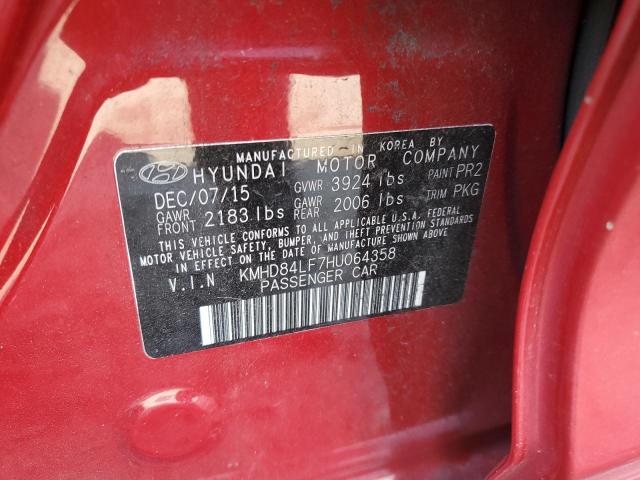 MANUFACTURED IN KOREA BY
HYUNDAI MOTOR COMPANY
DEC/07/15 GVWR 3924 lbs PAINT PR2
GAWR FRONT 2183 lbs GAWR REAR 2006 lbs TRIM PKG
THIS VEHICLE CONFORMS TO ALL APPLICABLE U.S.A. FEDERAL
MOTOR VEHICLE SAFETY, BUMPER, AND THEFT PREVENTION
STANDARDS IN EFFECT ON THE DATE OF MANUFACTURE SHOWN ABOVE.
V.I.N KMHD84LF7HU064358
PASSENGER CAR